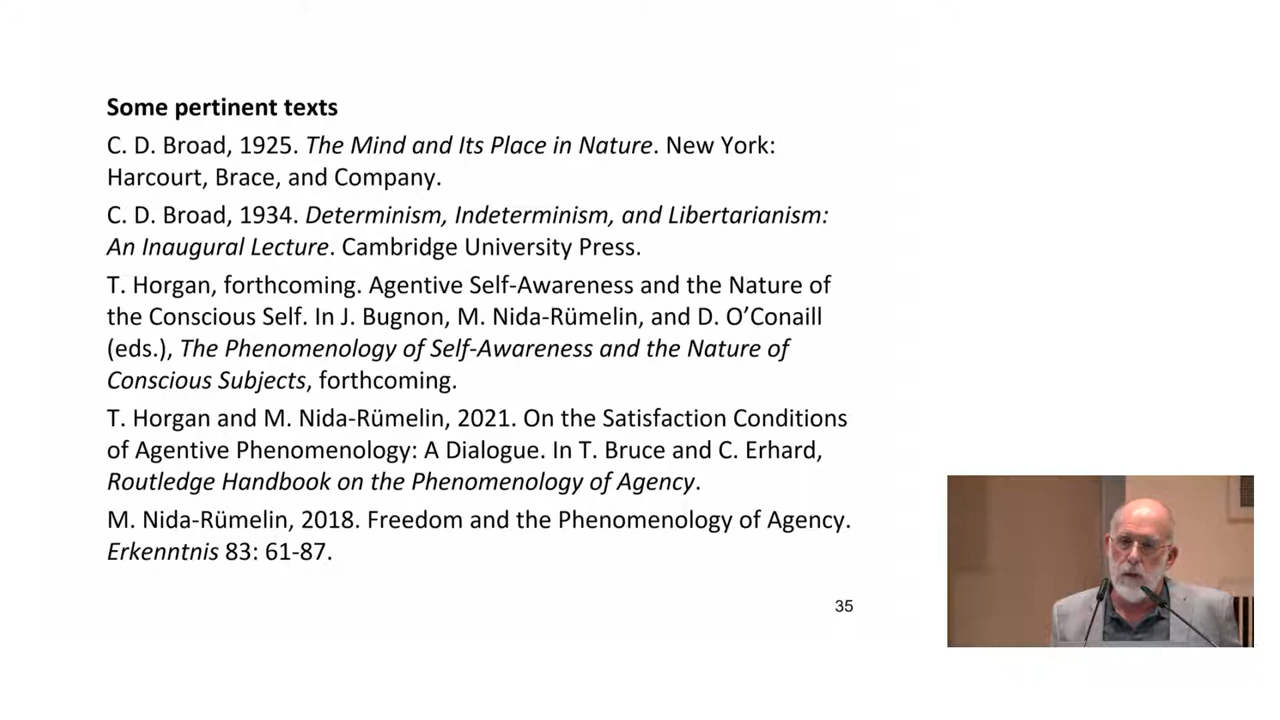 Some pertinent texts
C. D. Broad, 1925. The Mind and Its Place in Nature. New York:
Harcourt, Brace, and Company.
C. D. Broad, 1934. Determinism, Indeterminism, and Libertarianism:
An Inaugural Lecture. Cambridge University Press.
T. Horgan, forthcoming. Agentive Self-Awareness and the Nature of
the Conscious Self. In J. Bugnon, M. Nida-Rümelin, and D. O’Conaill
(eds.), The Phenomenology of Self-Awareness and the Nature of
Conscious Subjects, forthcoming.
T. Horgan and M. Nida-Rümelin, 2021. On the Satisfaction Conditions
of Agentive Phenomenology: A Dialogue. In T. Bruce and C. Erhard,
Routledge Handbook on the Phenomenology of Agency.
M. Nida-Rümelin, 2018. Freedom and the Phenomenology of Agency.
Erkenntnis 83: 61-87.
35